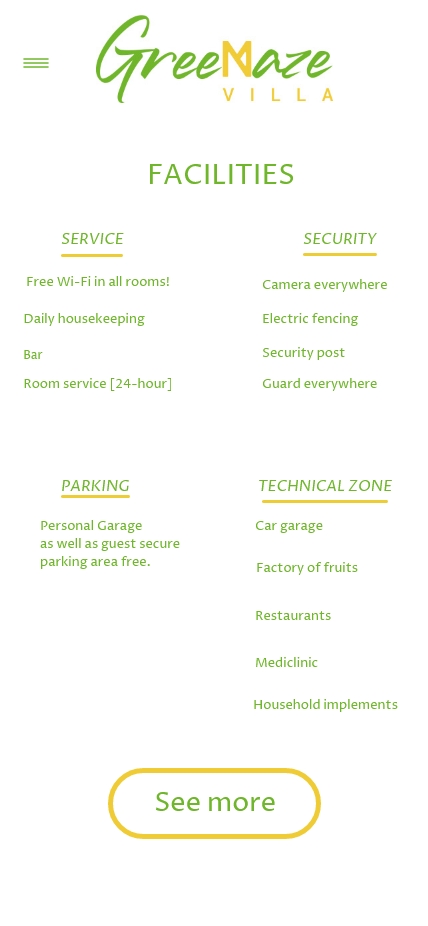 GreeNMaze
VILLA
FACILITIES
SERVICE
Free Wi-Fi in all rooms!
Daily housekeeping
Bar
Room service [24-hour]
SECURITY
Camera everywhere
Electric fencing
Security post
Guard everywhere
PARKING
Personal Garage
as well as guest secure
parking area free.
TECHNICAL ZONE
Car garage
Factory of fruits
Restaurants
Mediclinic
Household implements
See more